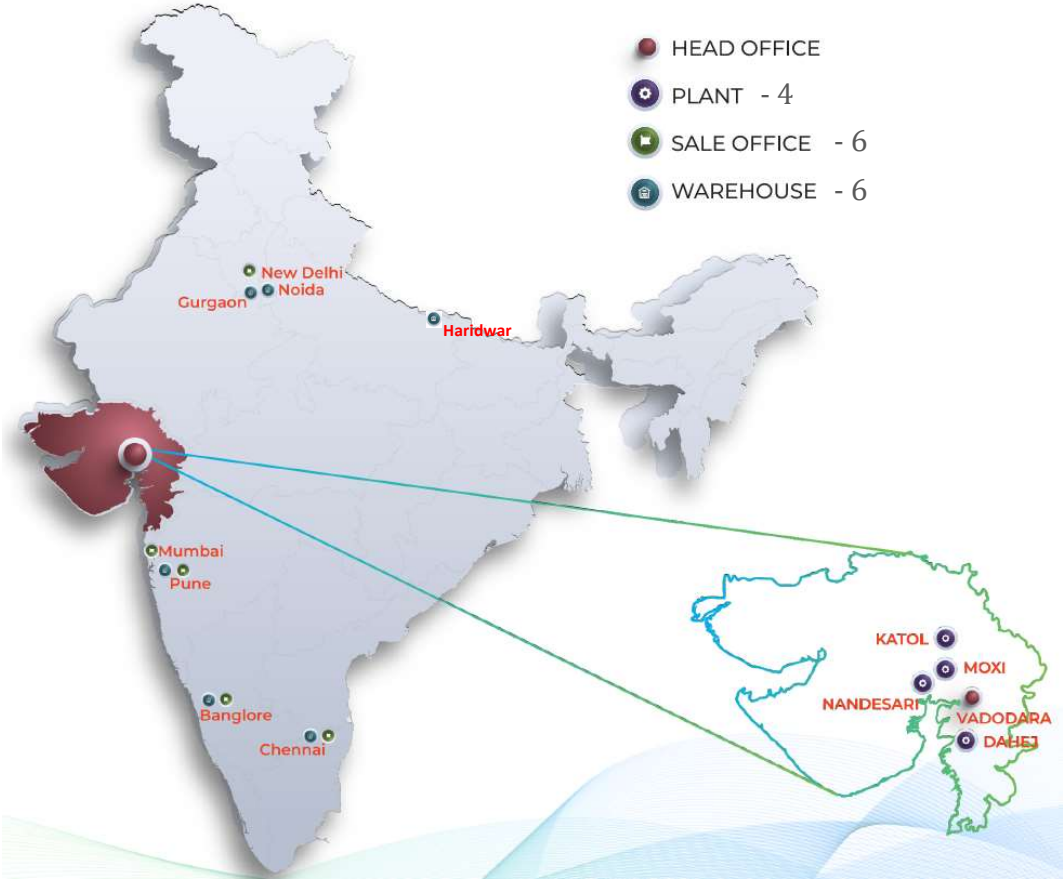 HEAD OFFICE
PLANT - 4
SALE OFFICE - 6
WAREHOUSE - 6
New Delhi
Gurgaon
Noida
Haridwar
Mumbai
Pune
Banglore
Chennai
KATOL
MOXI
NANDESARI
VADODARA
DAHEJ